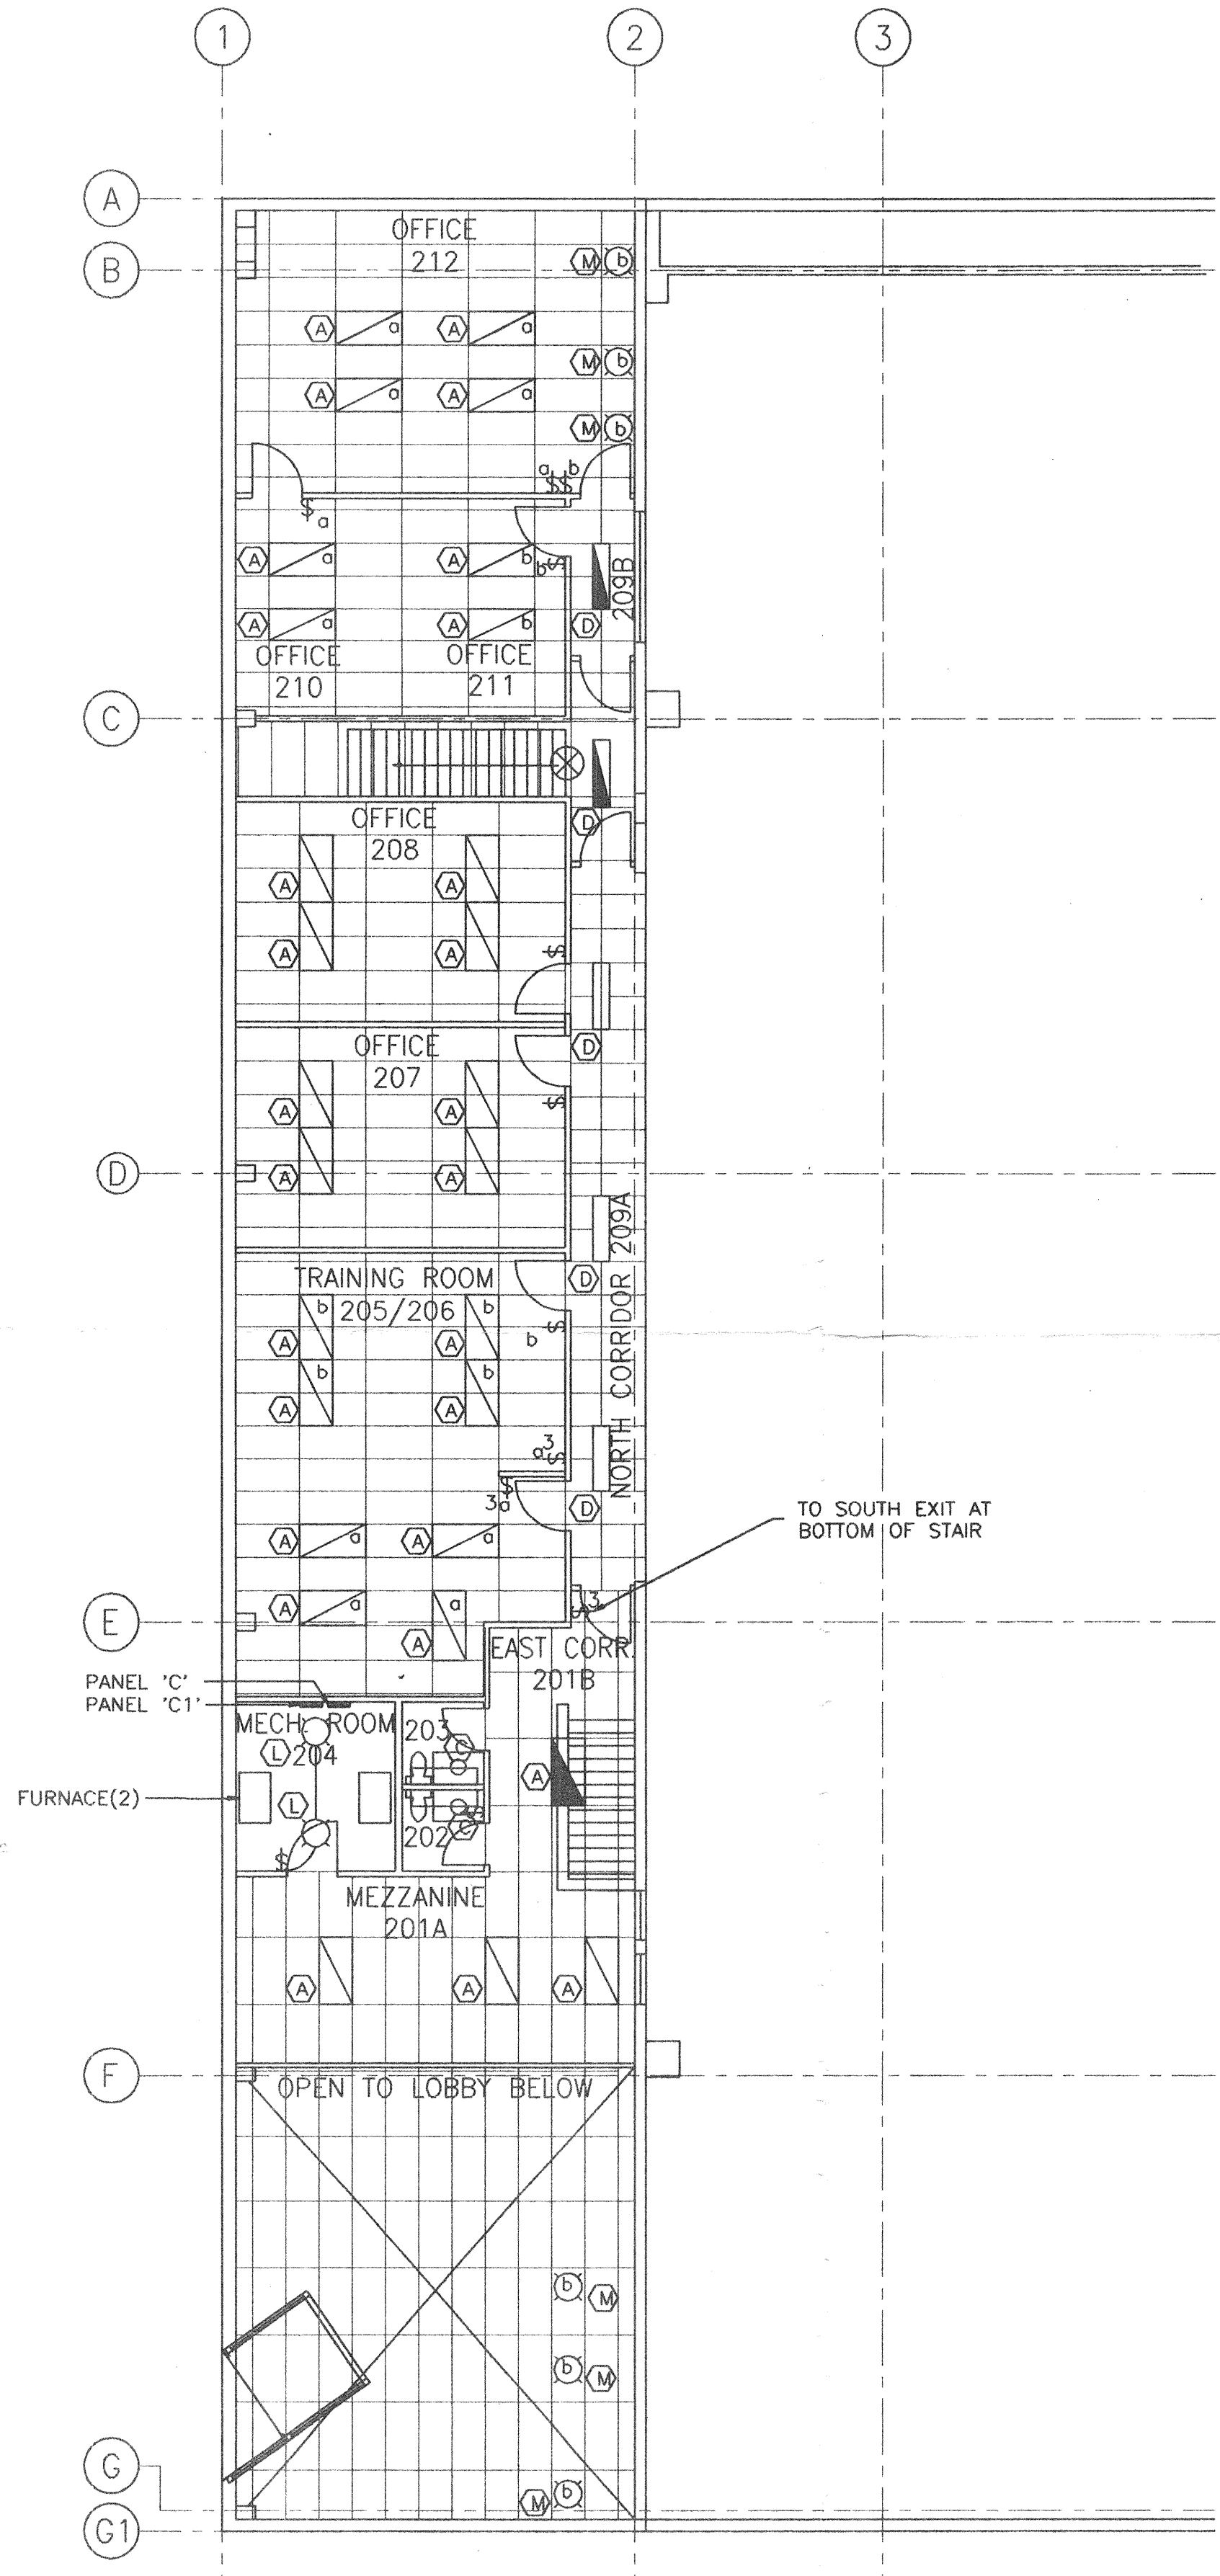 1 2 3
A
B
OFFICE
212
M b
A a A a
M b
A a A a
M b
a b
$$
$
a
A a A b
b $
209B
A a A b D
OFFICE OFFICE
210 211
C
OFFICE
208
D
A A
A A
$
OFFICE
207
D
A A
$
D
A A
NORTH CORRIDOR 209A
TRAINING ROOM
205/206
D
b b
A A
b $
b b
A A
3
a $
$
3a
D
TO SOUTH EXIT AT
BOTTOM OF STAIR
A a A a
E
A a a
A
3
$
EAST CORR.
201B
PANEL 'C'
PANEL 'C1'
MECH. ROOM
204
L
203
C
A
FURNACE(2)
L
202
C
$
$
MEZZANINE
201A
A A A
F
OPEN TO LOBBY BELOW
b M
b M
G
M b
G1